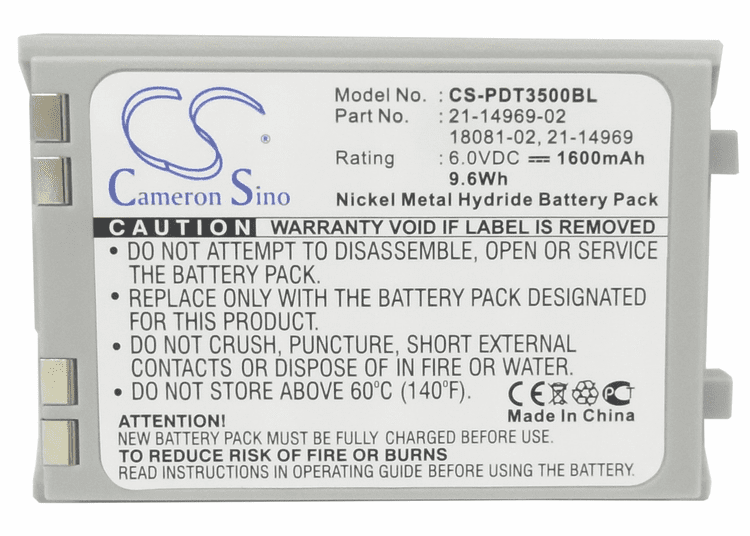 Cameron Sino
Model No. : CS-PDT3500BL
Part No. : 21-14969-02
18081-02, 21-14969
Rating : 6.0VDC ⎓ 1600mAh
9.6Wh
Nickel Metal Hydride Battery Pack
CAUTION WARRANTY VOID IF LABEL IS REMOVED
• DO NOT ATTEMPT TO DISASSEMBLE, OPEN OR SERVICE
THE BATTERY PACK.
• REPLACE ONLY WITH THE BATTERY PACK DESIGNATED
FOR THIS PRODUCT.
• DO NOT CRUSH, PUNCTURE, SHORT EXTERNAL
CONTACTS OR DISPOSE OF IN FIRE OR WATER.
• DO NOT STORE ABOVE 60°C (140°F).
CE
MADE IN CHINA
ATTENTION!
NEW BATTERY PACK MUST BE FULLY CHARGED BEFORE USE
TO REDUCE RISK OF FIRE OR BURNS
READ INSTRUCTIONS IN OPERATING GUIDE BEFORE USING THE BATTERY.